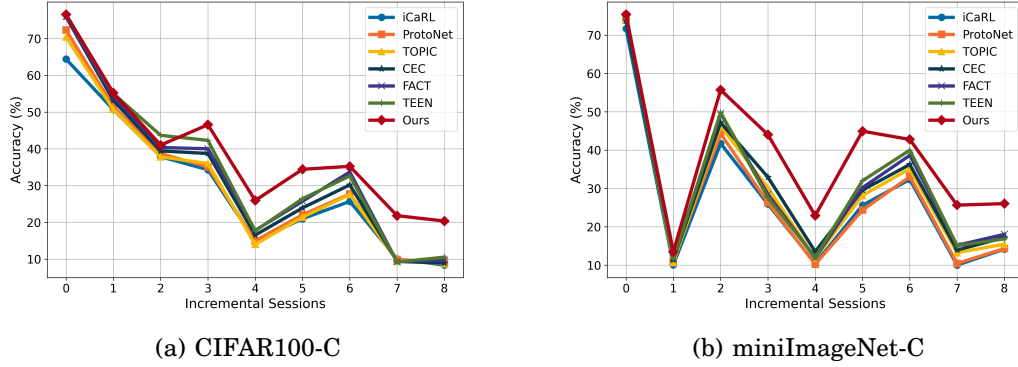 Accuracy (%)
70
60
50
40
30
20
10
0 1 2 3 4 5 6 7 8
Incremental Sessions
iCaRL
ProtoNet
TOPIC
CEC
FACT
TEEN
Ours
(a) CIFAR100-C
Accuracy (%)
70
60
50
40
30
20
10
0 1 2 3 4 5 6 7 8
Incremental Sessions
iCaRL
ProtoNet
TOPIC
CEC
FACT
TEEN
Ours
(b) miniImageNet-C